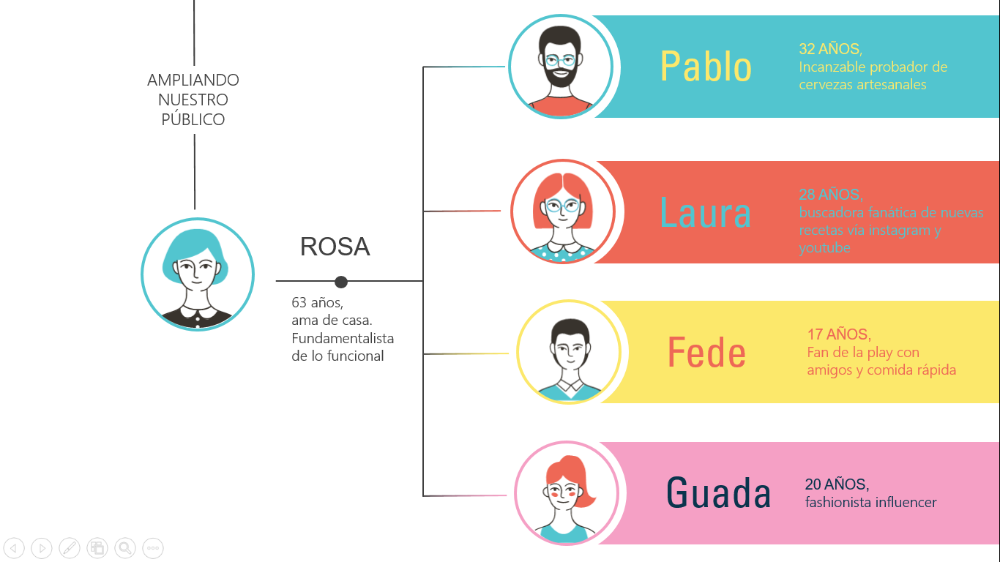 AMPLIANDO
NUESTRO
PÚBLICO
ROSA
63 años,
ama de casa.
Fundamentalista
de lo funcional
Pablo
32 AÑOS,
Incanzable probador de
cervezas artesanales
Laura
28 AÑOS,
buscadora fanática de nuevas
recetas vía instagram y
youtube
Fede
17 AÑOS,
Fan de la play con
amigos y comida rápida
Guada
20 AÑOS,
fashionista influencer